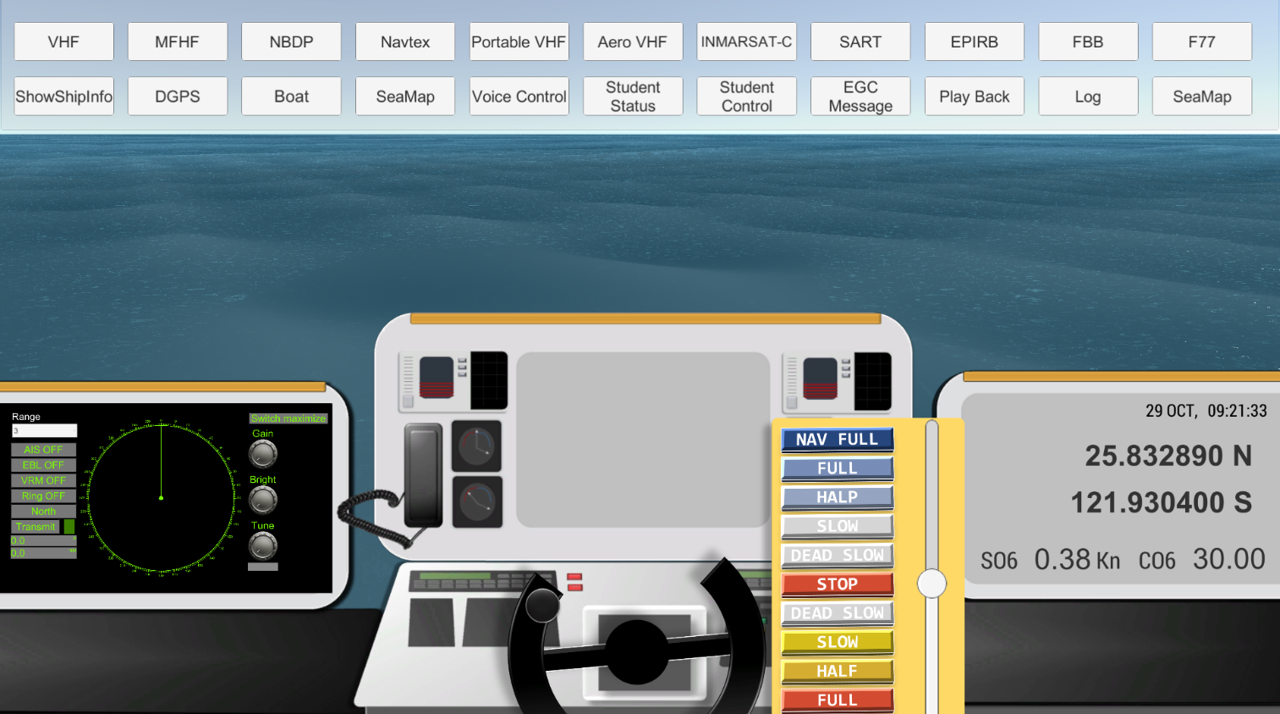 VHF
MFHF
NBDP
Navtex
Portable VHF
Aero VHF
INMARSAT-C
SART
EPIRB
FBB
F77
ShowShipInfo
DGPS
Boat
SeaMap
Voice Control
Student
Status
Student
Control
EGC
Message
Play Back
Log
SeaMap
Range
3
AIS OFF
EBL OFF
VRM OFF
Ring OFF
North
Transmit
0.0
0.0
Switch maximize
Gain
Bright
Tune
NAV FULL
FULL
HALP
SLOW
DEAD SLOW
STOP
DEAD SLOW
SLOW
HALF
FULL
29 OCT, 09:21:33
25.832890 N
121.930400 S
SO6 0.38 Kn CO6 30.00